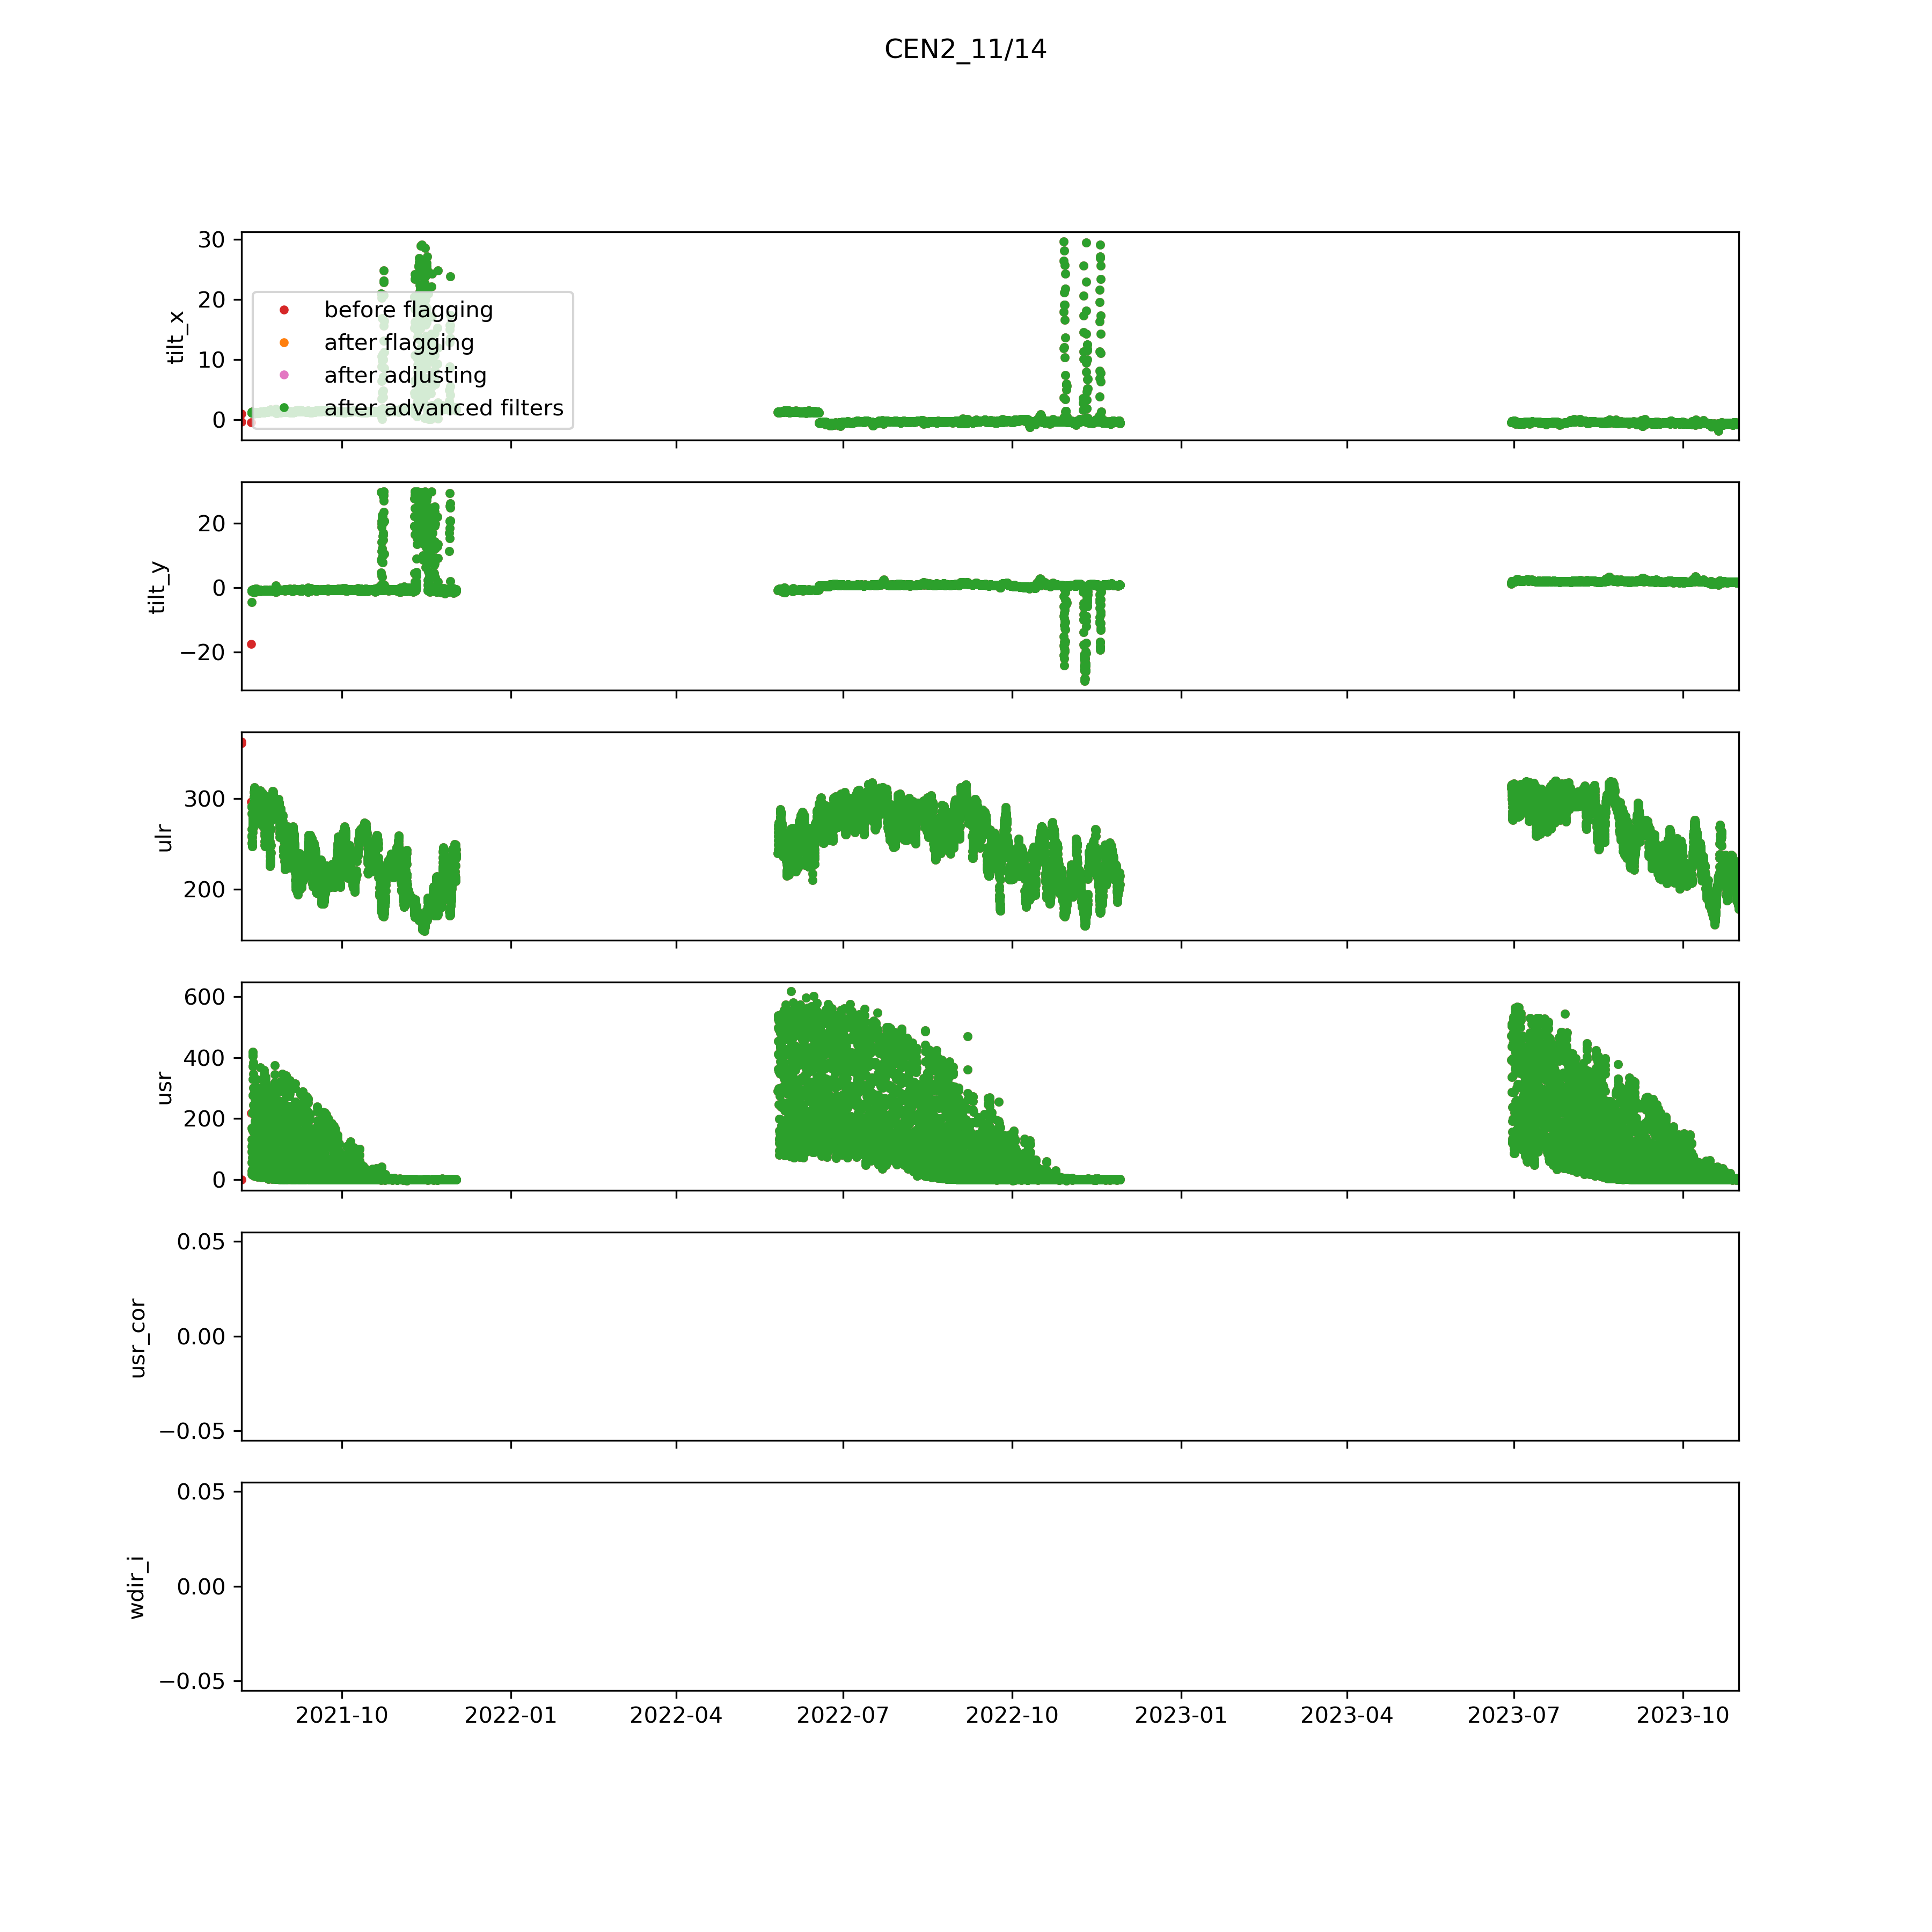 CEN2_11/14
30
20
10
0
tilt_x
before flagging
after flagging
after adjusting
after advanced filters
20
0
−20
tilt_y
300
200
ulr
600
400
200
0
usr
0.05
0.00
−0.05
usr_cor
0.05
0.00
−0.05
wdir_i
2021-10 2022-01 2022-04 2022-07 2022-10 2023-01 2023-04 2023-07 2023-10